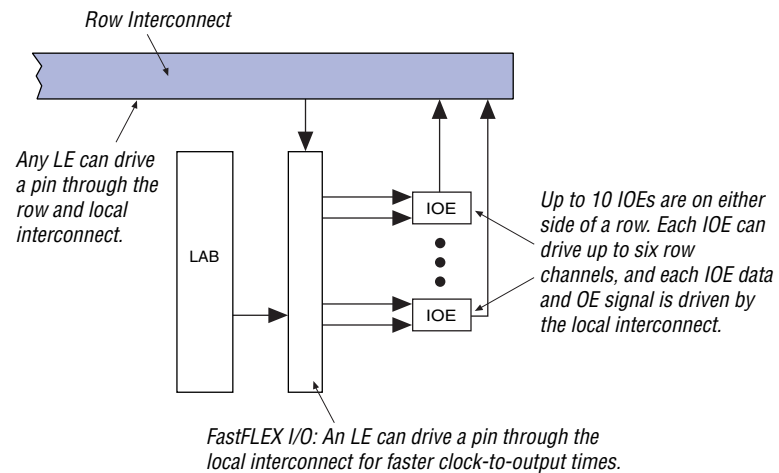 Row Interconnect
Any LE can drive
a pin through the
row and local
interconnect.
LAB
IOE
IOE
Up to 10 IOEs are on either
side of a row. Each IOE can
drive up to six row
channels, and each IOE data
and OE signal is driven by
the local interconnect.
FastFLEX I/O: An LE can drive a pin through the
local interconnect for faster clock-to-output times.